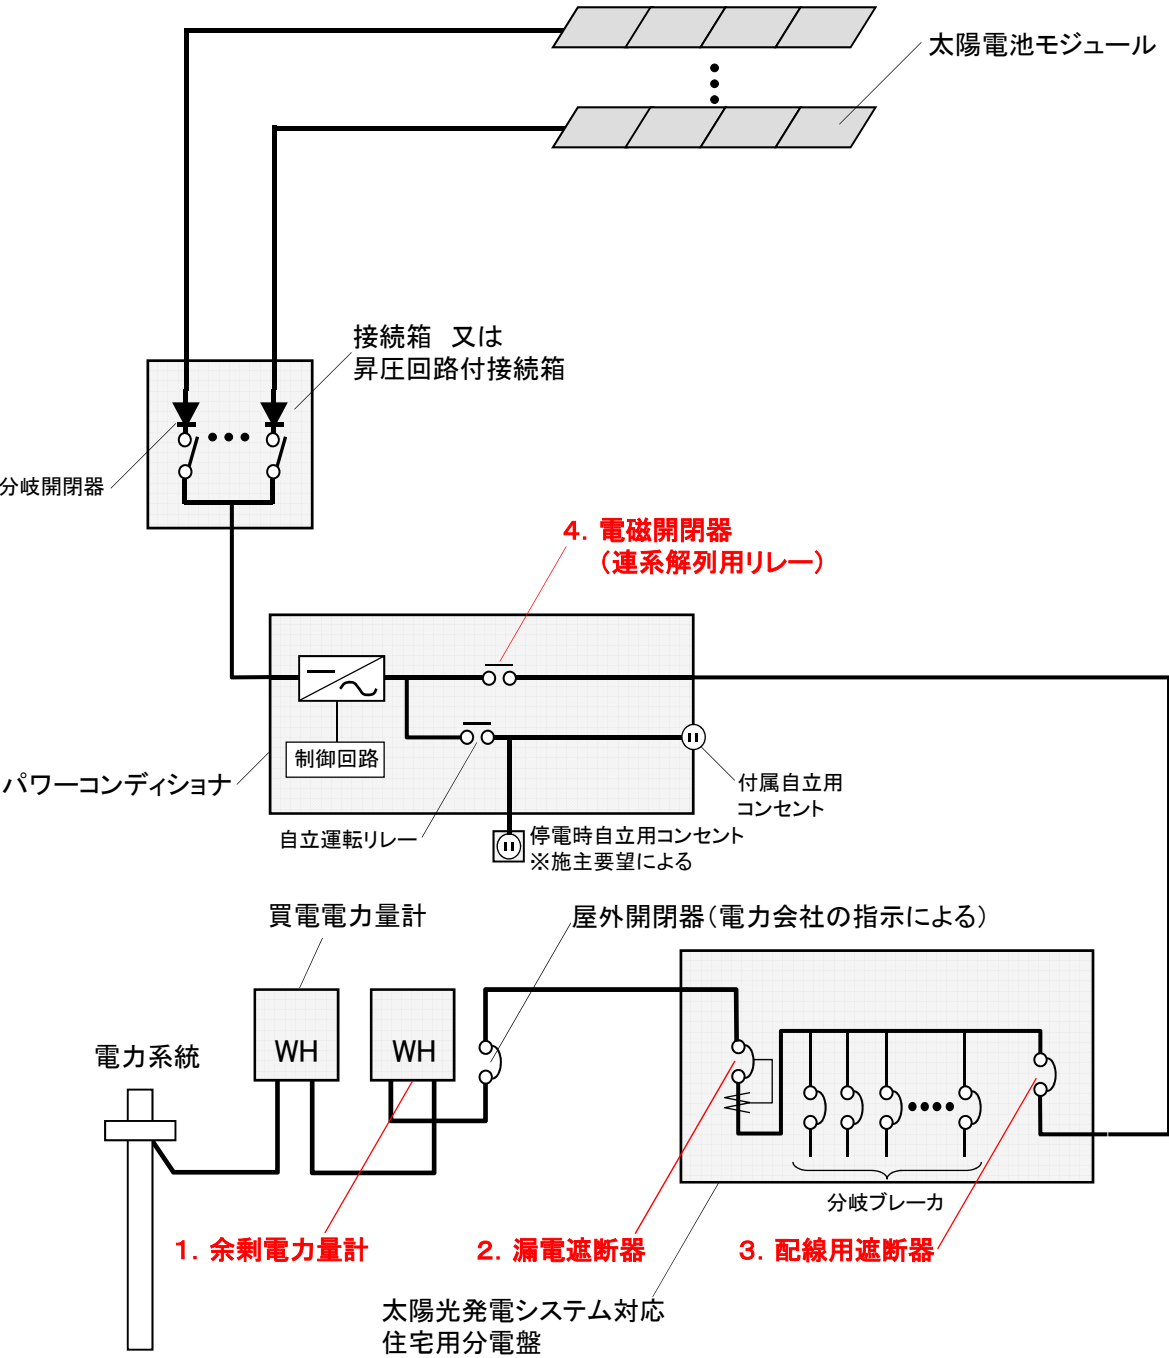 太陽電池モジュール
接続箱　又は
昇圧回路付接続箱
分岐開閉器
4．電磁開閉器
（連系解列用リレー）
制御回路
パワーコンディショナ
付属自立用
コンセント
自立運転リレー
停電時自立用コンセント
※施主要望による
買電電力量計
屋外開閉器（電力会社の指示による）
WH
WH
電力系統
分岐ブレーカ
1．余剰電力量計
2．漏電遮断器
3．配線用遮断器
太陽光発電システム対応
住宅用分電盤